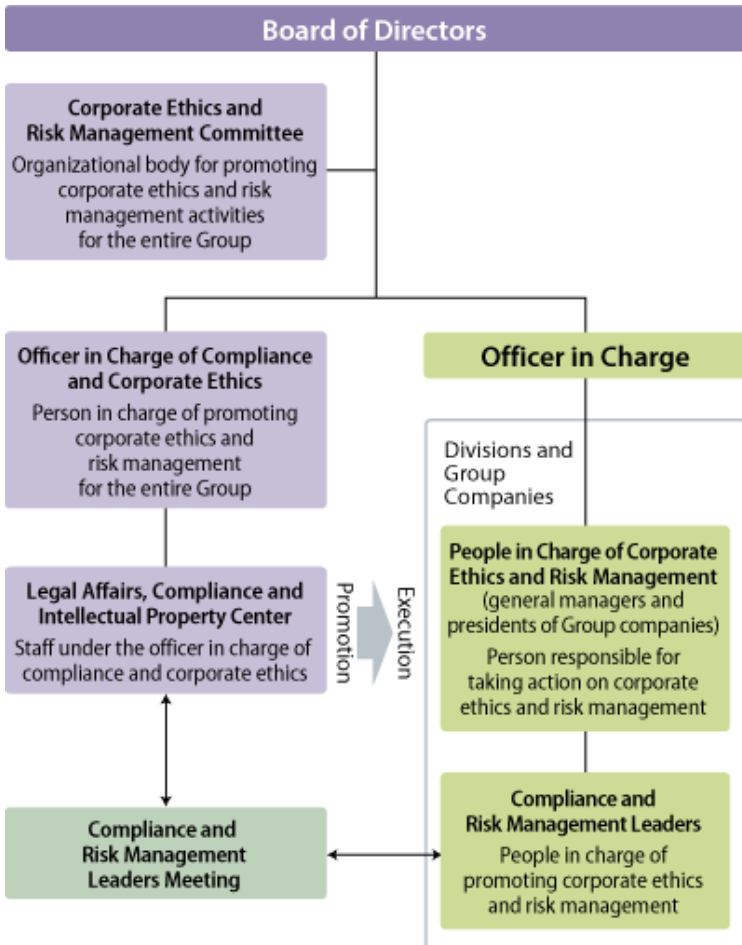 Board of Directors
Corporate Ethics and
Risk Management Committee
Organizational body for promoting
corporate ethics and risk
management activities
for the entire Group
Officer in Charge of Compliance
and Corporate Ethics
Person in charge of promoting
corporate ethics and
risk management
for the entire Group
Officer in Charge
Divisions and
Group
Companies
Legal Affairs, Compliance and
Intellectual Property Center
Staff under the officer in charge of
compliance and corporate ethics
Promotion
Execution
People in Charge of Corporate
Ethics and Risk Management
(general managers and
presidents of Group companies)
Person responsible for
taking action on corporate
ethics and risk management
Compliance and
Risk Management
Leaders Meeting
Compliance and
Risk Management Leaders
People in charge of
promoting corporate ethics
and risk management